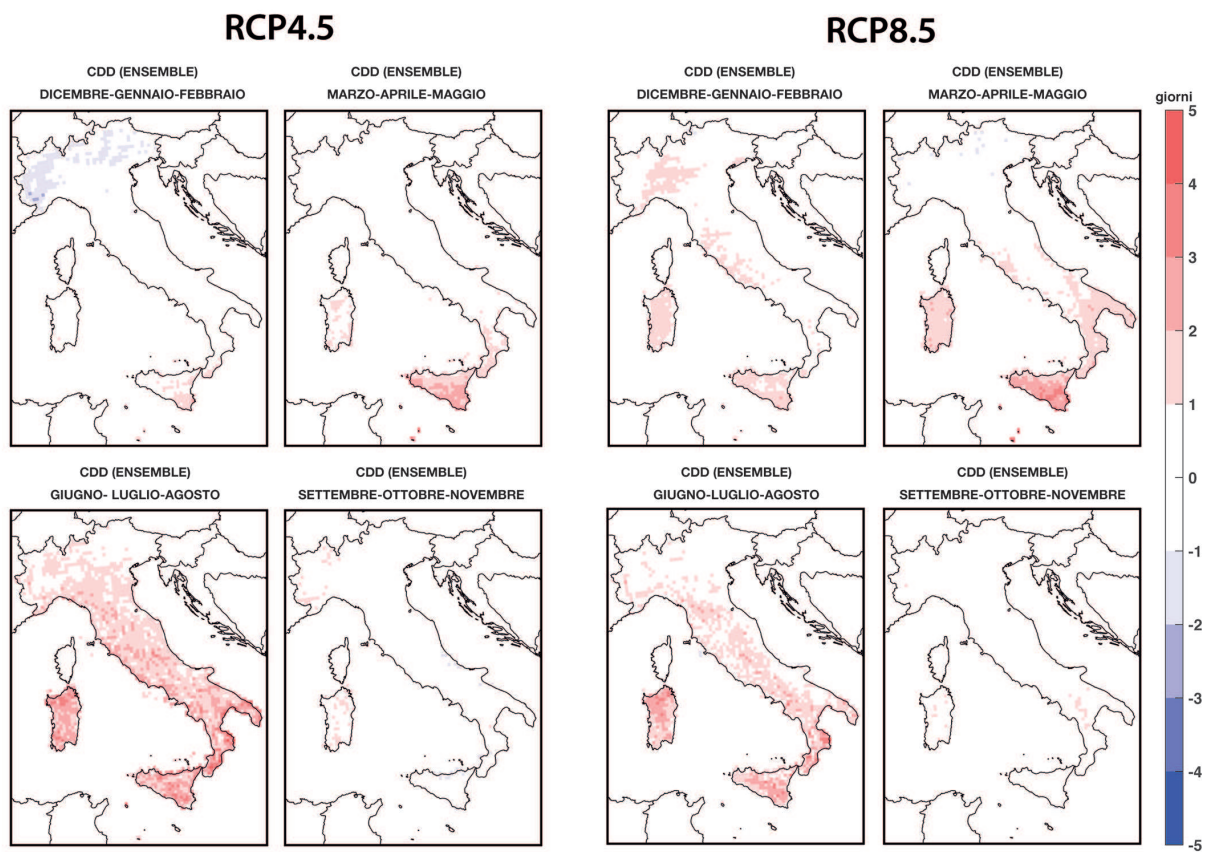 RCP4.5
RCP8.5
CDD (ENSEMBLE)
DICEMBRE-GENNAIO-FEBBRAIO
CDD (ENSEMBLE)
MARZO-APRILE-MAGGIO
CDD (ENSEMBLE)
DICEMBRE-GENNAIO-FEBBRAIO
CDD (ENSEMBLE)
MARZO-APRILE-MAGGIO
giorni
5
4
3
2
1
0
-1
-2
-3
-4
-5
CDD (ENSEMBLE)
GIUGNO- LUGLIO-AGOSTO
CDD (ENSEMBLE)
SETTEMBRE-OTTOBRE-NOVEMBRE
CDD (ENSEMBLE)
GIUGNO-LUGLIO-AGOSTO
CDD (ENSEMBLE)
SETTEMBRE-OTTOBRE-NOVEMBRE